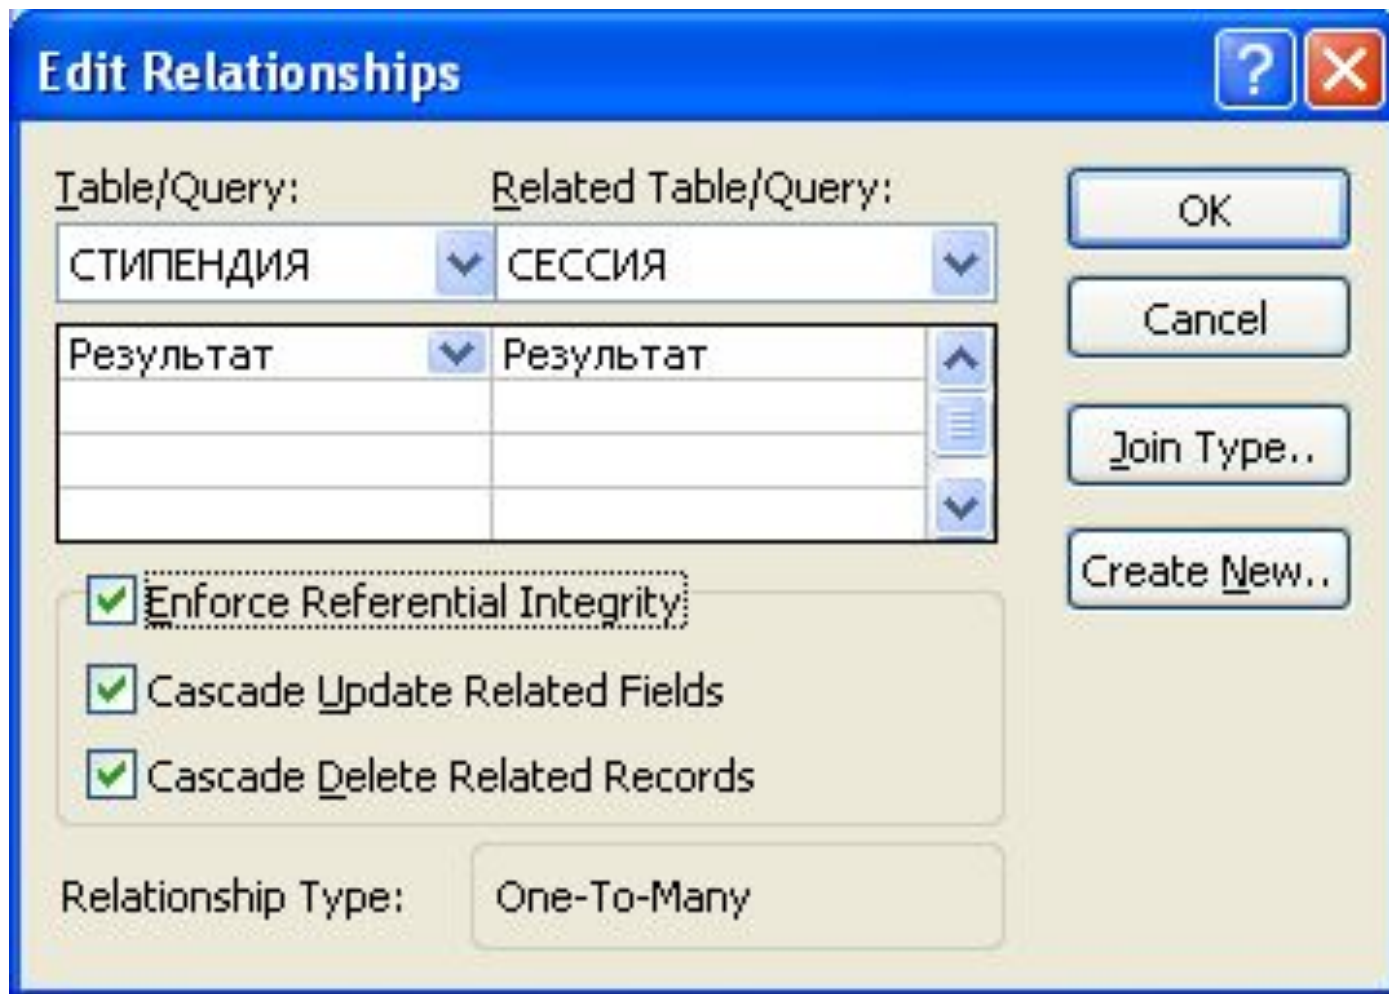 Edit Relationships
Table/Query: Related Table/Query:
СТИПЕНДИЯ СЕССИЯ
Результат Результат
Enforce Referential Integrity
Cascade Update Related Fields
Cascade Delete Related Records
Relationship Type: One-To-Many
OK
Cancel
Join Type..
Create New..